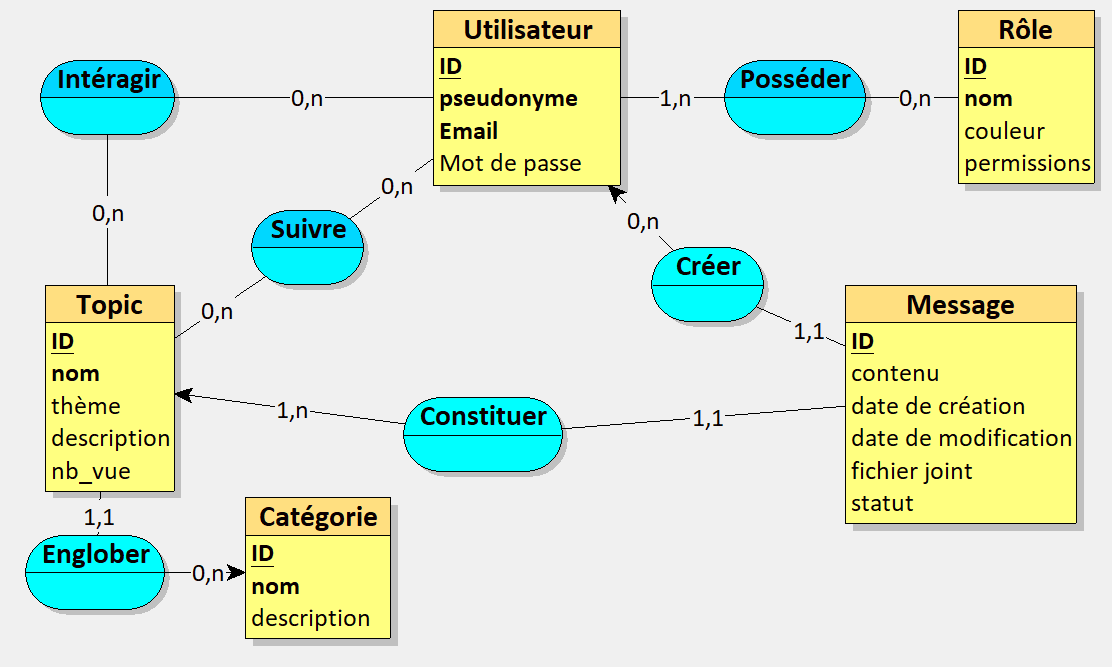 Utilisateur
ID
pseudonyme
Email
Mot de passe
Rôle
ID
nom
couleur
permissions
Intéragir
0,n
0,n
1,n
Posséder
0,n
Suivre
0,n
0,n
Créer
0,n
1,1
Topic
ID
nom
thème
description
nb_vue
Message
ID
contenu
date de création
date de modification
fichier joint
statut
1,n
Constituer
1,1
1,1
Englober
0,n
Catégorie
ID
nom
description